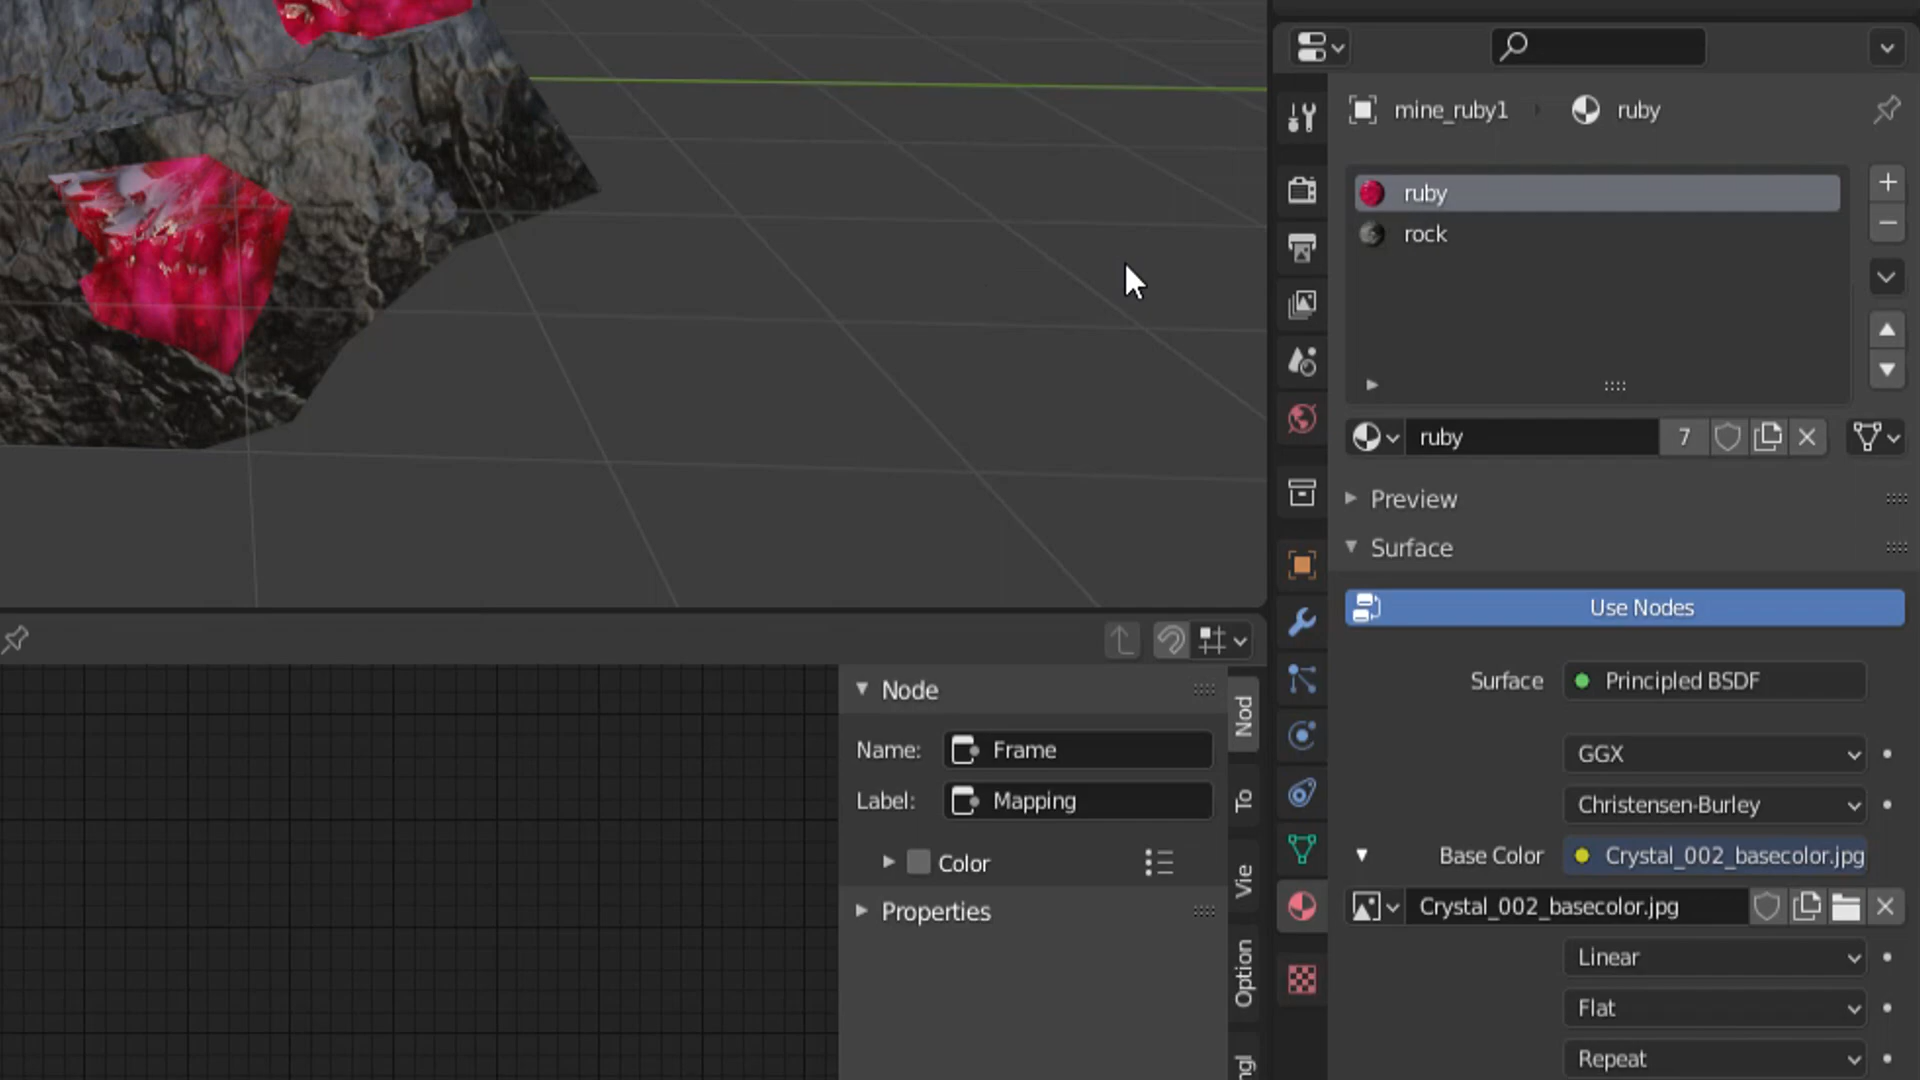 mine_ruby1 ruby
ruby
rock
ruby 7
Preview
Surface
Use Nodes
Surface Principled BSDF
GGX
Christensen-Burley
Base Color Crystal_002_basecolor.jpg
Crystal_002_basecolor.jpg
Linear
Flat
Repeat
Node
Name: Frame
Label: Mapping
Color
Properties
Nod
To
Vie
Option